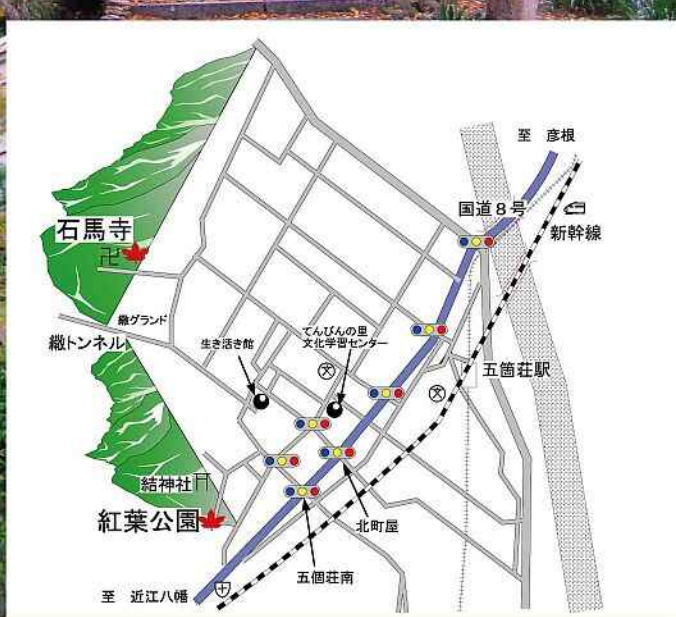 至 彦根
国道8号
新幹線
石馬寺
卍
繖グランド
繖トンネル
生き活き館
てんびんの里
文化学習センター
文
五箇荘駅
文
結神社
紅葉公園
北町屋
五個荘南
至 近江八幡